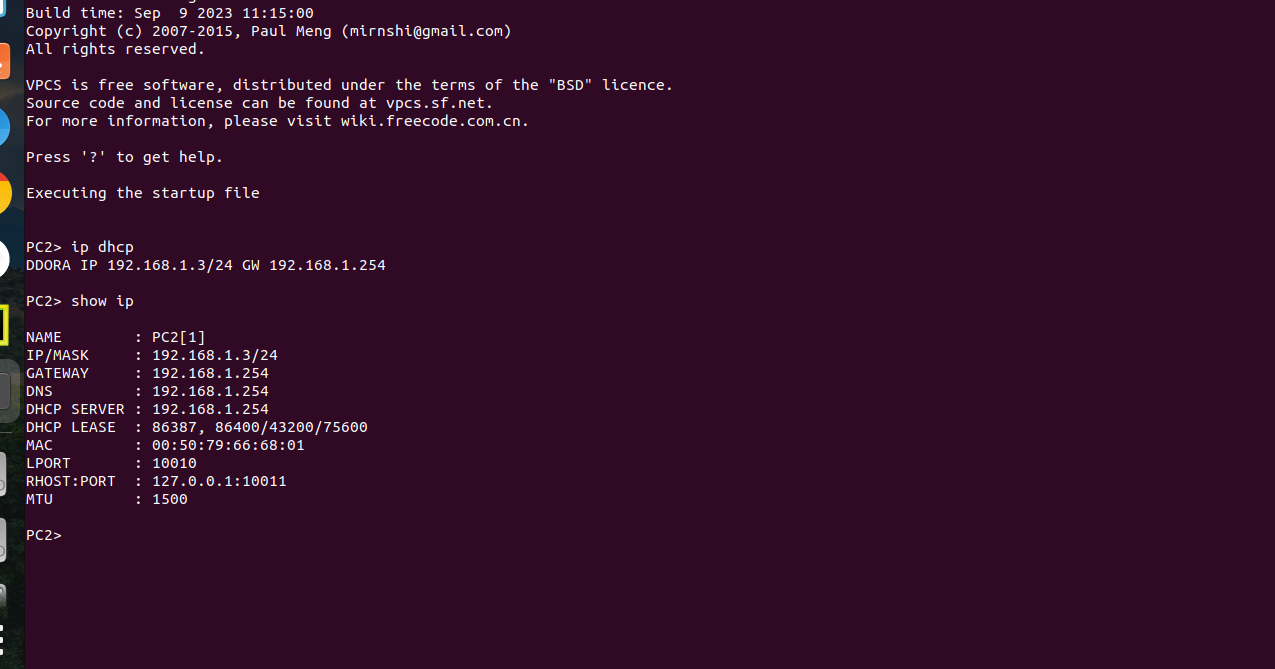 Build time: Sep  9 2023 11:15:00
Copyright (c) 2007-2015, Paul Meng (mirnshi@gmail.com)
All rights reserved.
VPCS is free software, distributed under the terms of the "BSD" licence.
Source code and license can be found at vpcs.sf.net.
For more information, please visit wiki.freecode.com.cn.
Press '?' to get help.
Executing the startup file
PC2> ip dhcp
DDORA IP 192.168.1.3/24 GW 192.168.1.254
PC2> show ip
NAME        : PC2[1]
IP/MASK     : 192.168.1.3/24
GATEWAY     : 192.168.1.254
DNS         : 192.168.1.254
DHCP SERVER : 192.168.1.254
DHCP LEASE  : 86387, 86400/43200/75600
MAC         : 00:50:79:66:68:01
LPORT       : 10010
RHOST:PORT  : 127.0.0.1:10011
MTU         : 1500
PC2>